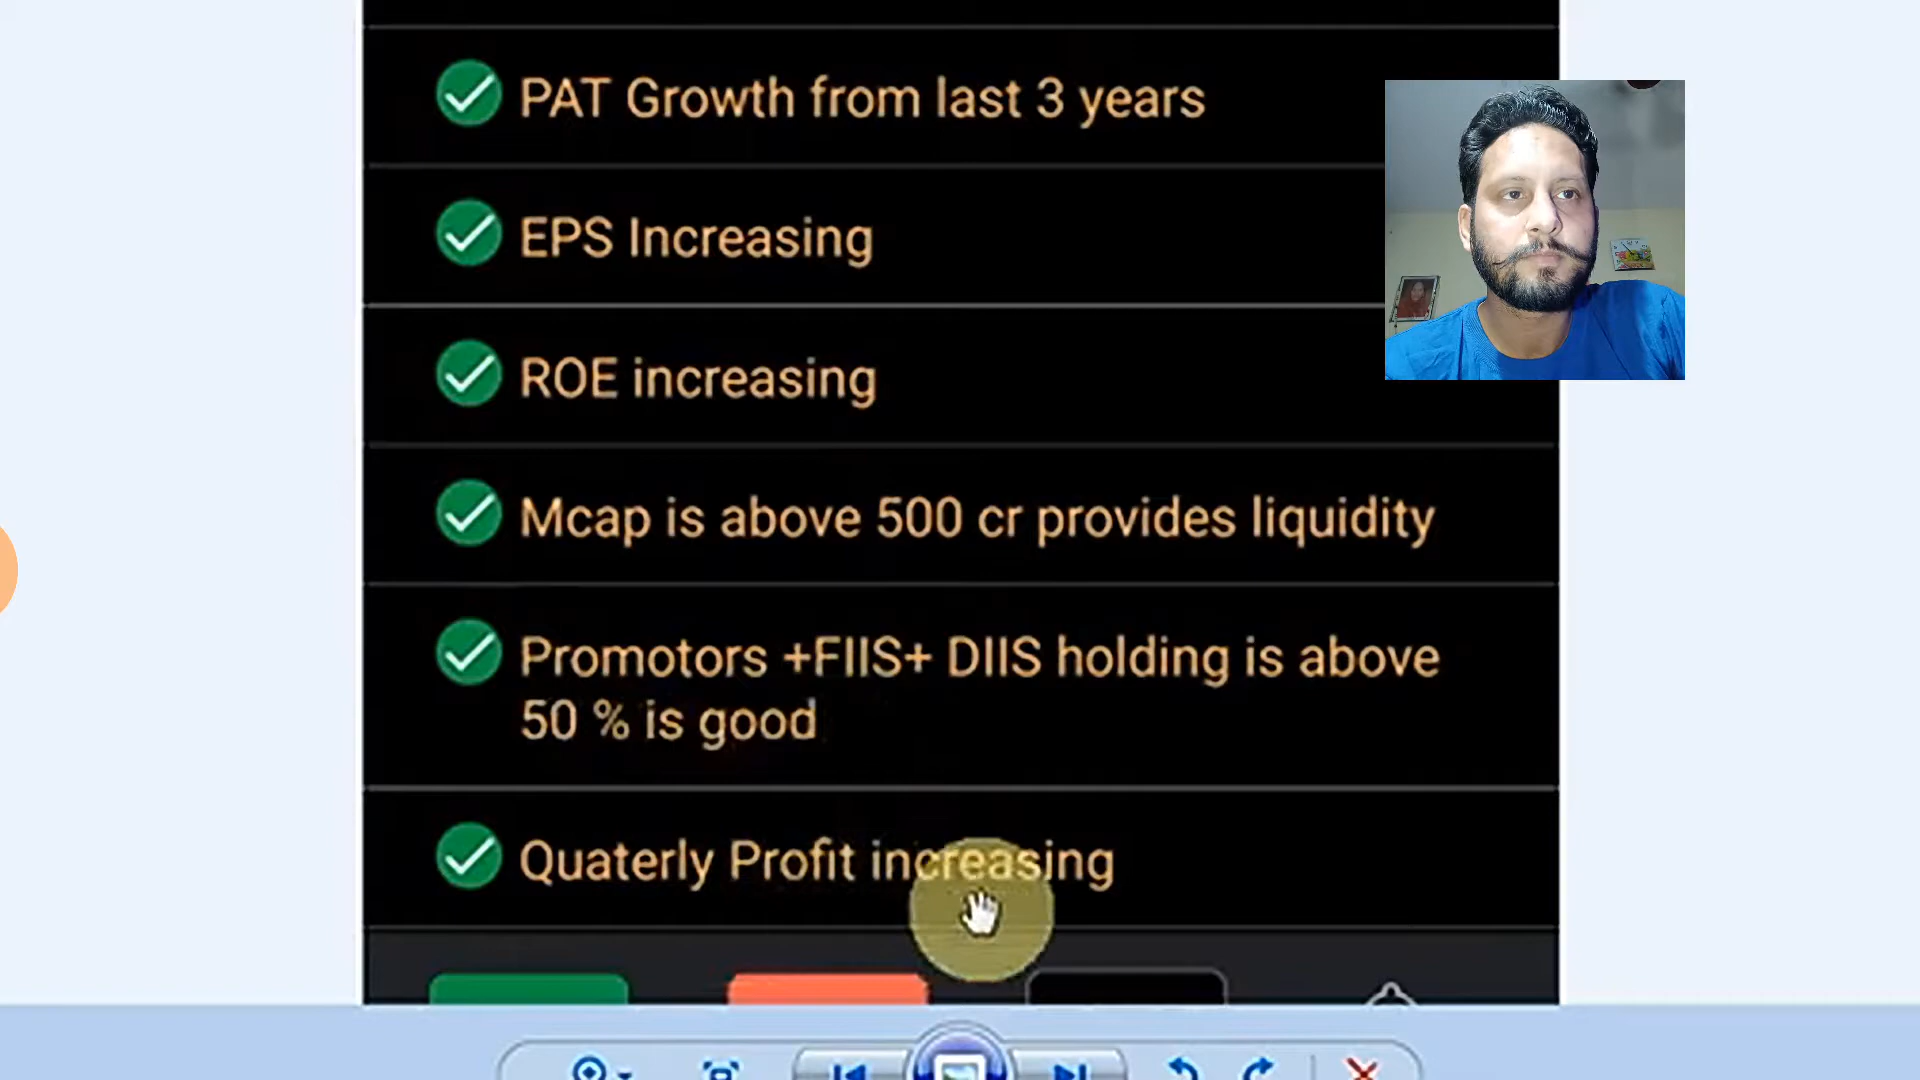 PAT Growth from last 3 years
EPS Increasing
ROE increasing
Mcap is above 500 cr provides liquidity
Promotors +FIIS+ DIIS holding is above
50 % is good
Quaterly Profit increasing